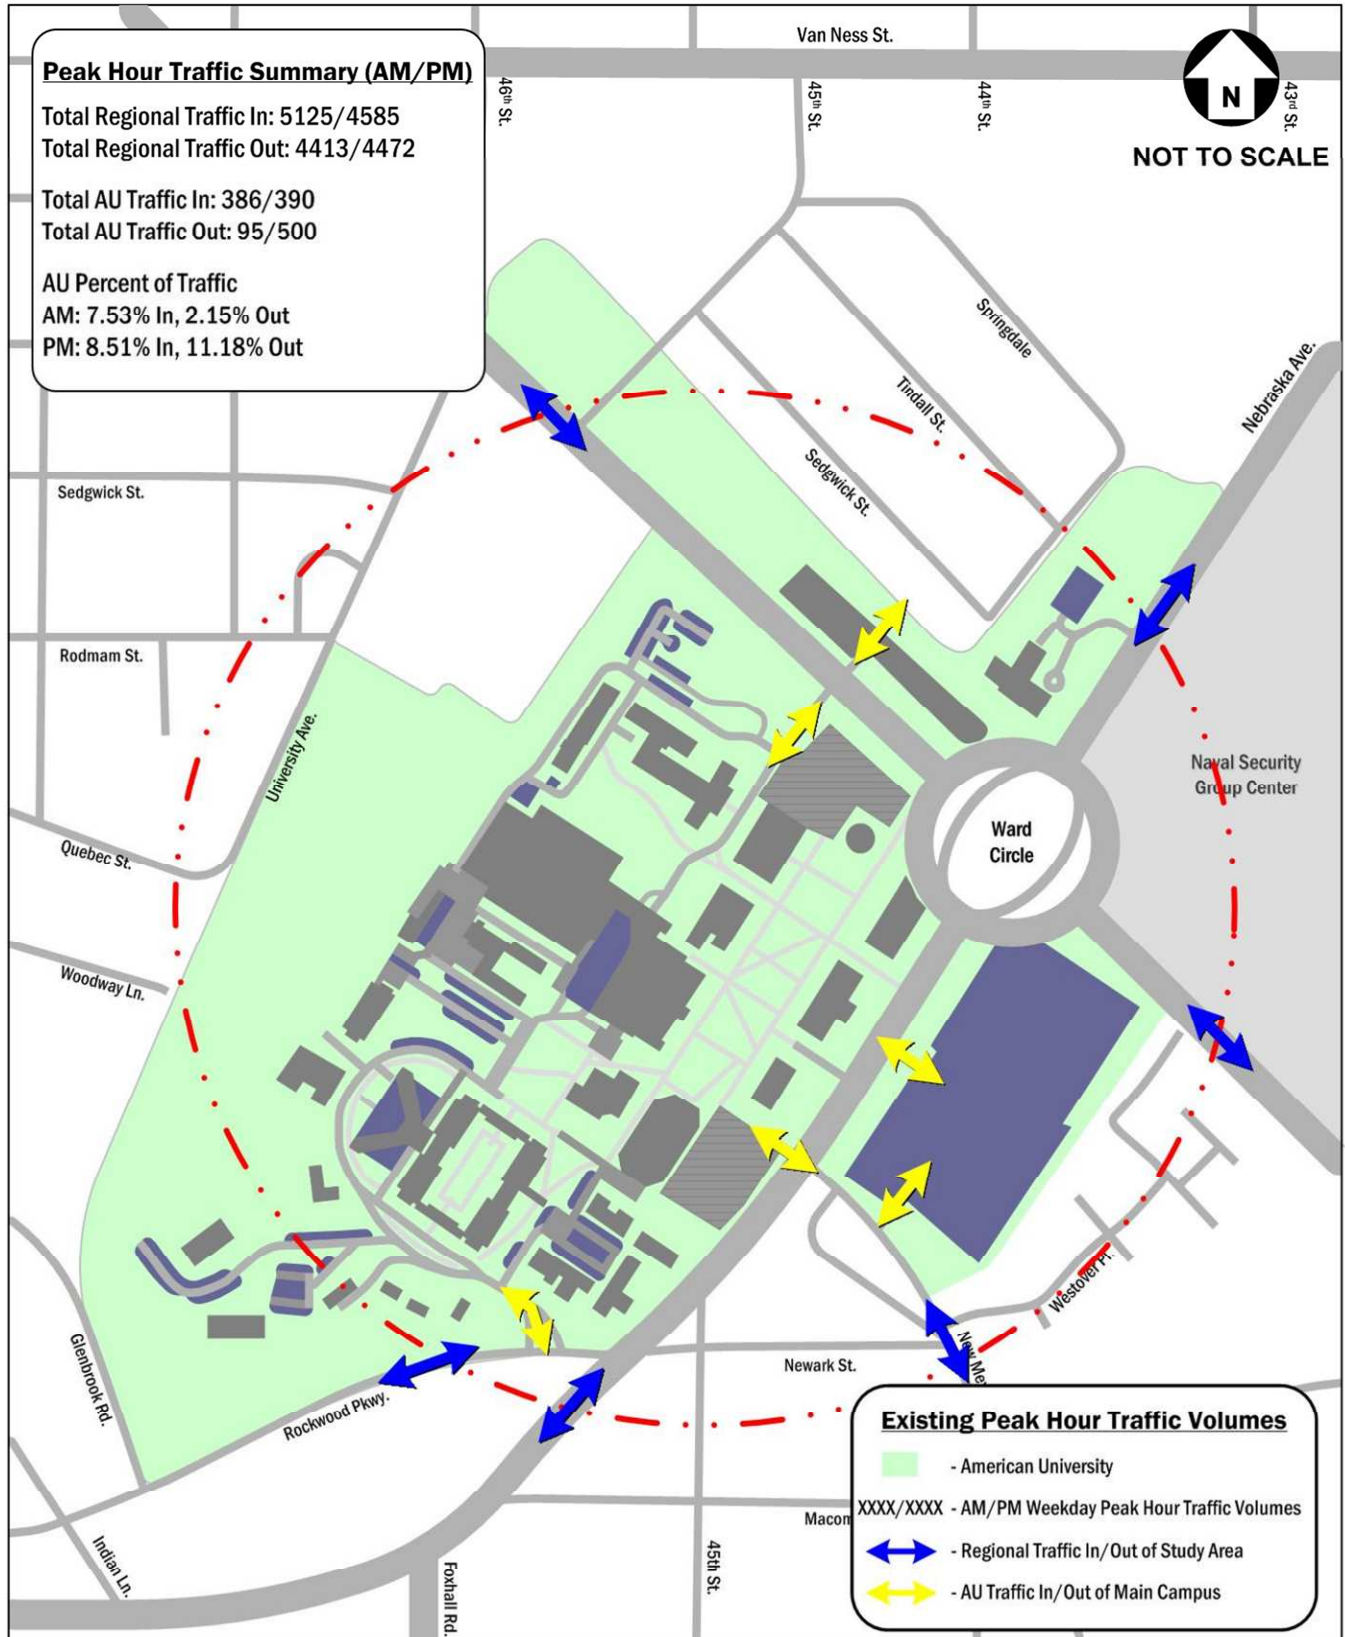 Peak Hour Traffic Summary (AM/PM)
Total Regional Traffic In: 5125/4585
Total Regional Traffic Out: 4413/4472
Total AU Traffic In: 386/390
Total AU Traffic Out: 95/500
AU Percent of Traffic
AM: 7.53% In, 2.15% Out
PM: 8.51% In, 11.18% Out
Van Ness St.
46th St.
45th St.
44th St.
43rd St.
N
NOT TO SCALE
Springdale
Tindall St.
Sedgwick St.
Nebraska Ave.
Sedgwick St.
Rodmam St.
University Ave.
Quebec St.
Woodway Ln.
Naval Security
Group Center
Ward
Circle
Westover Pl.
Glenbrook Rd.
Rockwood Pkwy.
Newark St.
New Me
Indian Ln.
Foxhall Rd.
45th St.
Macom
Existing Peak Hour Traffic Volumes
- American University
XXXX/XXXX - AM/PM Weekday Peak Hour Traffic Volumes
- Regional Traffic In/Out of Study Area
- AU Traffic In/Out of Main Campus